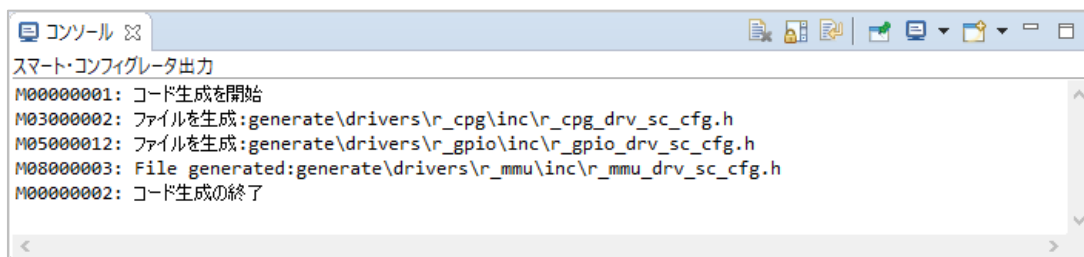 コンソール
スマート・コンフィグレータ出力
M00000001: コード生成を開始
M03000002: ファイルを生成:generate\drivers\r_cpg\inc\r_cpg_drv_sc_cfg.h
M05000012: ファイルを生成:generate\drivers\r_gpio\inc\r_gpio_drv_sc_cfg.h
M08000003: File generated:generate\drivers\r_mmu\inc\r_mmu_drv_sc_cfg.h
M00000002: コード生成の終了